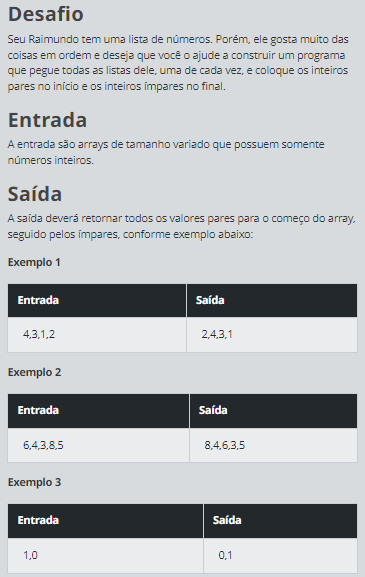 Desafio
Seu Raimundo tem uma lista de números. Porém, ele gosta muito das
coisas em ordem e deseja que você o ajude a construir um programa
que pegue todas as listas dele, uma de cada vez, e coloque os inteiros
pares no início e os inteiros ímpares no final.
Entrada
A entrada são arrays de tamanho variado que possuem somente
números inteiros.
Saída
A saída deverá retornar todos os valores pares para o começo do array,
seguido pelos ímpares, conforme exemplo abaixo:
Exemplo 1
Entrada Saída
4,3,1,2 2,4,3,1
Exemplo 2
Entrada Saída
6,4,3,8,5 8,4,6,3,5
Exemplo 3
Entrada Saída
1,0 0,1